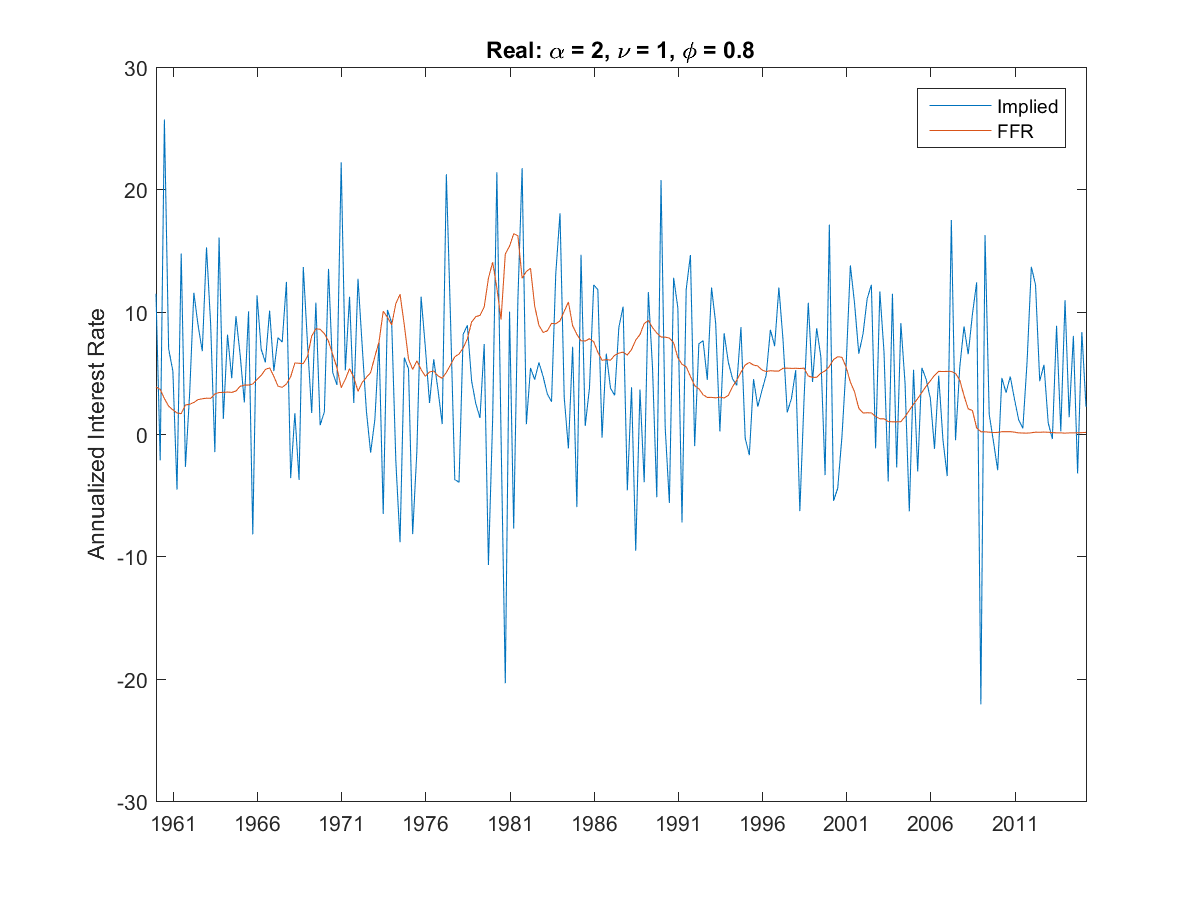 Real: α = 2, ν = 1, ϕ = 0.8
Implied
FFR
Annualized Interest Rate
30
20
10
0
-10
-20
-30
1961 1966 1971 1976 1981 1986 1991 1996 2001 2006 2011